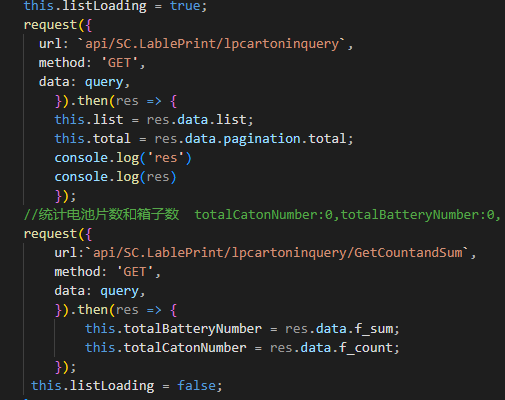 this.listLoading = true;
request({
url: `api/SC.LablePrint/lpcartoninquery`,
method: 'GET',
data: query,
}).then(res => {
this.list = res.data.list;
this.total = res.data.pagination.total;
console.log('res')
console.log(res)
});
//统计电池片数和箱子数 totalCatonNumber:0,totalBatteryNumber:0,
request({
url:`api/SC.LablePrint/lpcartoninquery/GetCountandSum`,
method: 'GET',
data: query,
}).then(res => {
this.totalBatteryNumber = res.data.f_sum;
this.totalCatonNumber = res.data.f_count;
});
this.listLoading = false;